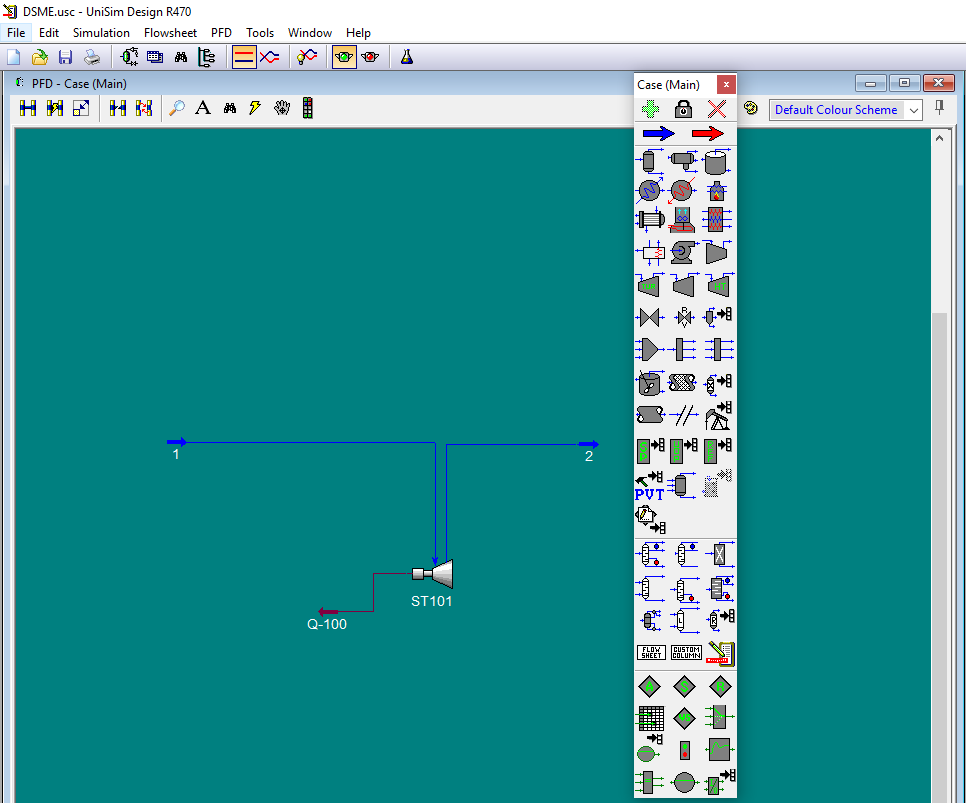 DSME.usc - UniSim Design R470
File Edit Simulation Flowsheet PFD Tools Window Help
PFD - Case (Main)
Case (Main)
A
Default Colour Scheme
1
2
ST101
Q-100
PVT
FLOW
SHEET
CUSTOM
COLUMN